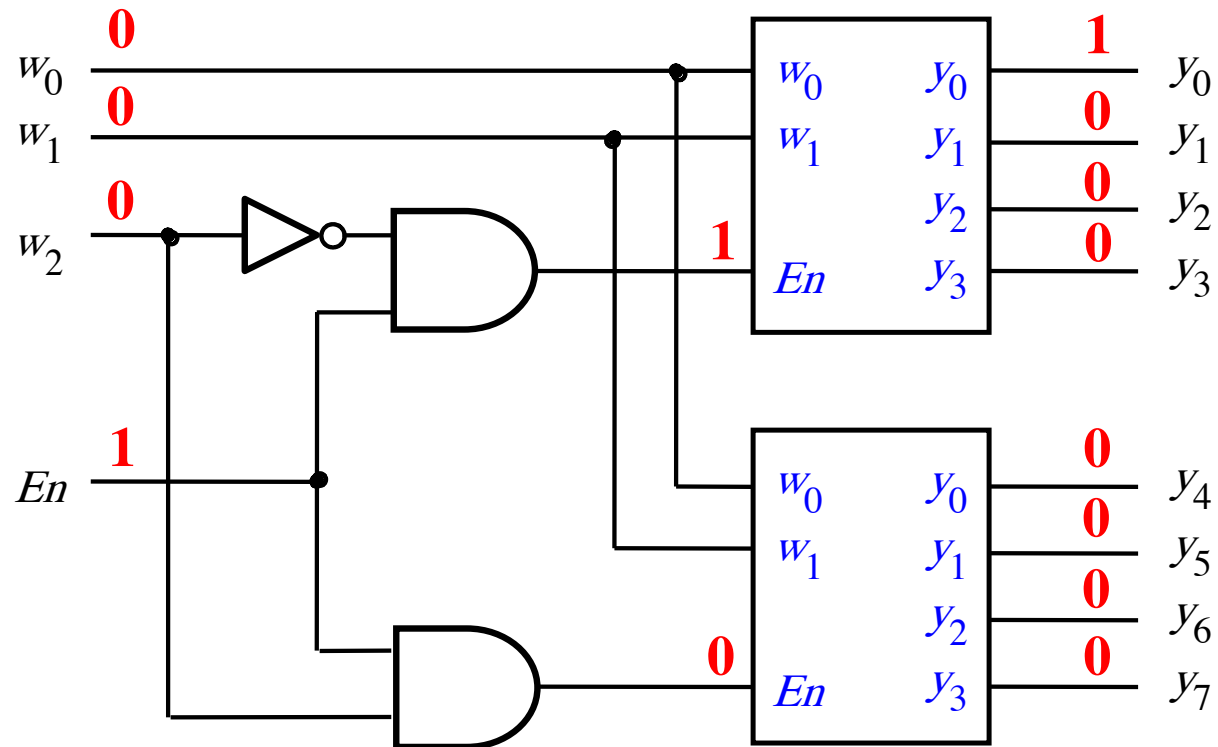 0
w0 w0 y0 1 y0
0
w1 w1 y1 0 y1
0
w2 y2 0 y2
1 En y3 0 y3
1
En
w0 y0 0 y4
w1 y1 0 y5
y2 0 y6
0 En y3 0 y7